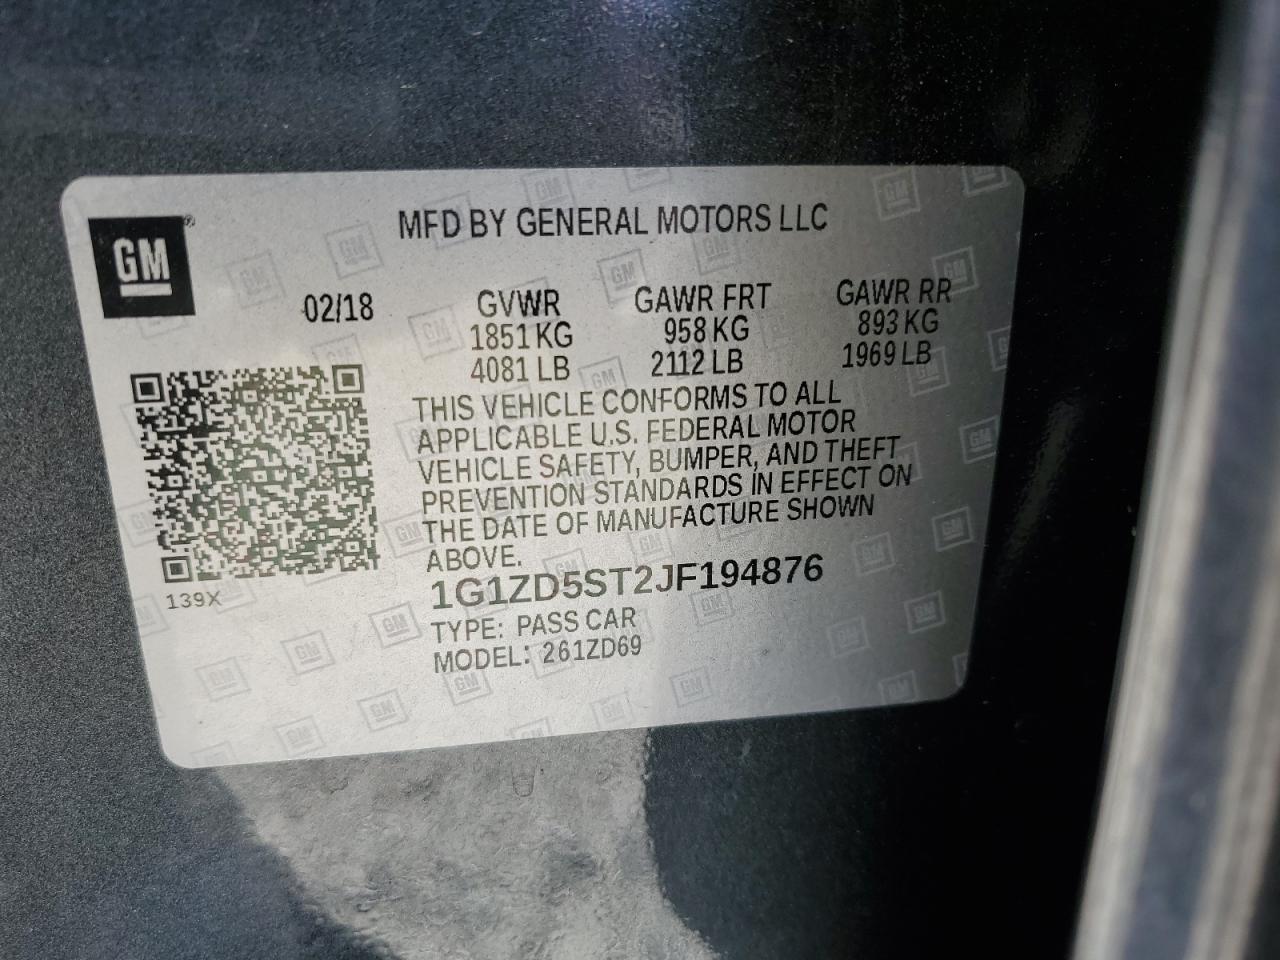 GM®
MFD BY GENERAL MOTORS LLC
02/18
GVWR GAWR FRT GAWR RR
1851 KG 958 KG 893 KG
4081 LB 2112 LB 1969 LB
THIS VEHICLE CONFORMS TO ALL
APPLICABLE U.S. FEDERAL MOTOR
VEHICLE SAFETY, BUMPER, AND THEFT
PREVENTION STANDARDS IN EFFECT ON
THE DATE OF MANUFACTURE SHOWN
ABOVE.
139X
1G1ZD5ST2JF194876
TYPE: PASS CAR
MODEL: 261ZD69